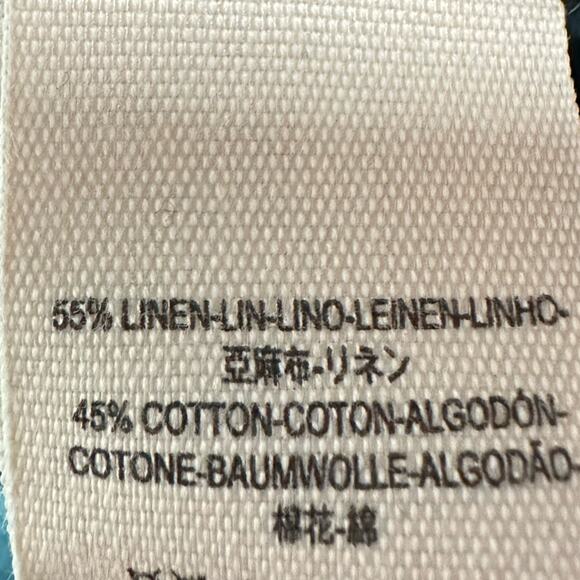 55% LINEN-LIN-LINO-LEINEN-LINHO-
亞麻布-リネン
45% COTTON-COTON-ALGODÓN-
COTONE-BAUMWOLLE-ALGODÃO-
棉花-綿